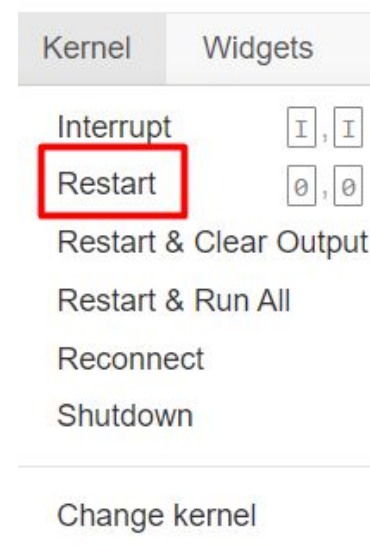 Kernel Widgets
Interrupt I,I
Restart 0,0
Restart & Clear Output
Restart & Run All
Reconnect
Shutdown
Change kernel